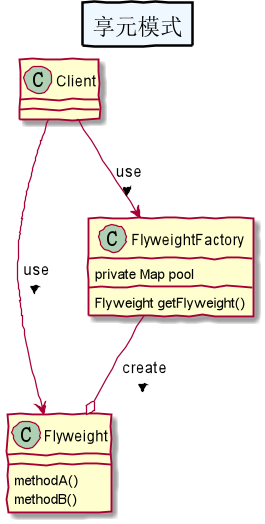 享元模式
C Client
use
C FlyweightFactory
private Map pool
Flyweight getFlyweight()
use
create
C Flyweight
methodA()
methodB()